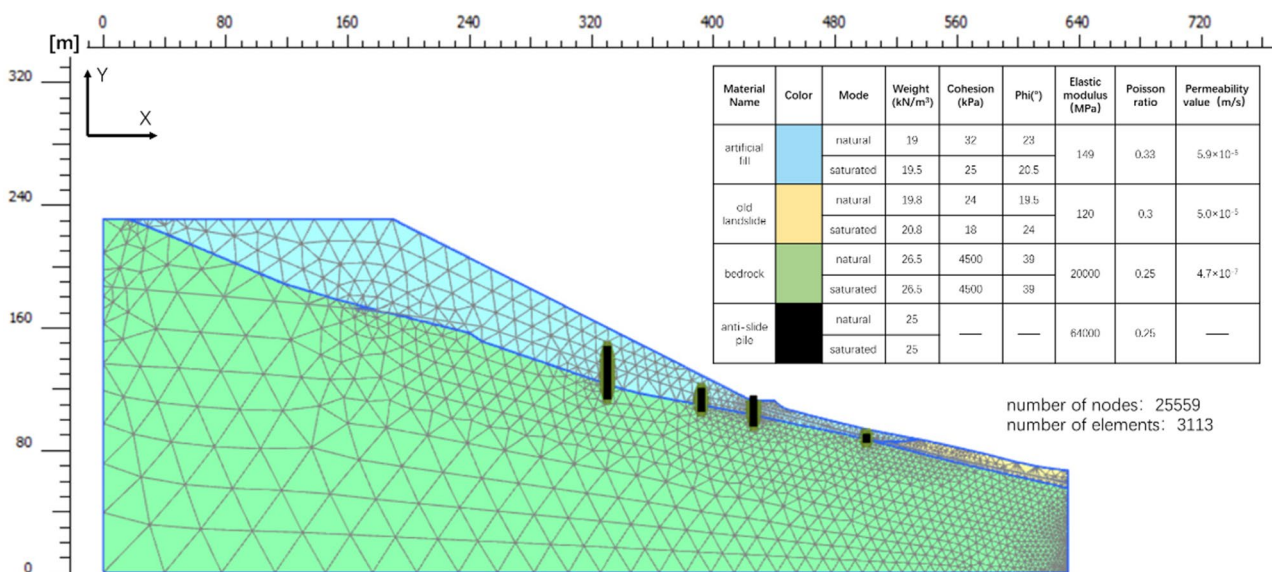 0 80 160 240 320 400 480 560 640 720
[m]
320
Y
X
240
160
80
0
Material Name Color Mode Weight (kN/m³) Cohesion (kPa) Phi(°) Elastic modulus (MPa) Poisson ratio Permeability value (m/s)
artificial fill natural 19 32 23 149 0.33
saturated 19.5 25 20.5
old landslide natural 19.8 24 19.5 120 0.3 5.0×10⁻⁵
saturated 20.8 18 24
bedrock natural 26.5 4500 39 20000 0.25 4.7×10⁻⁷
saturated 26.5 4500 39
anti-slide pile natural 25 — — 64000 0.25 —
saturated 25
number of nodes: 25559
number of elements: 3113